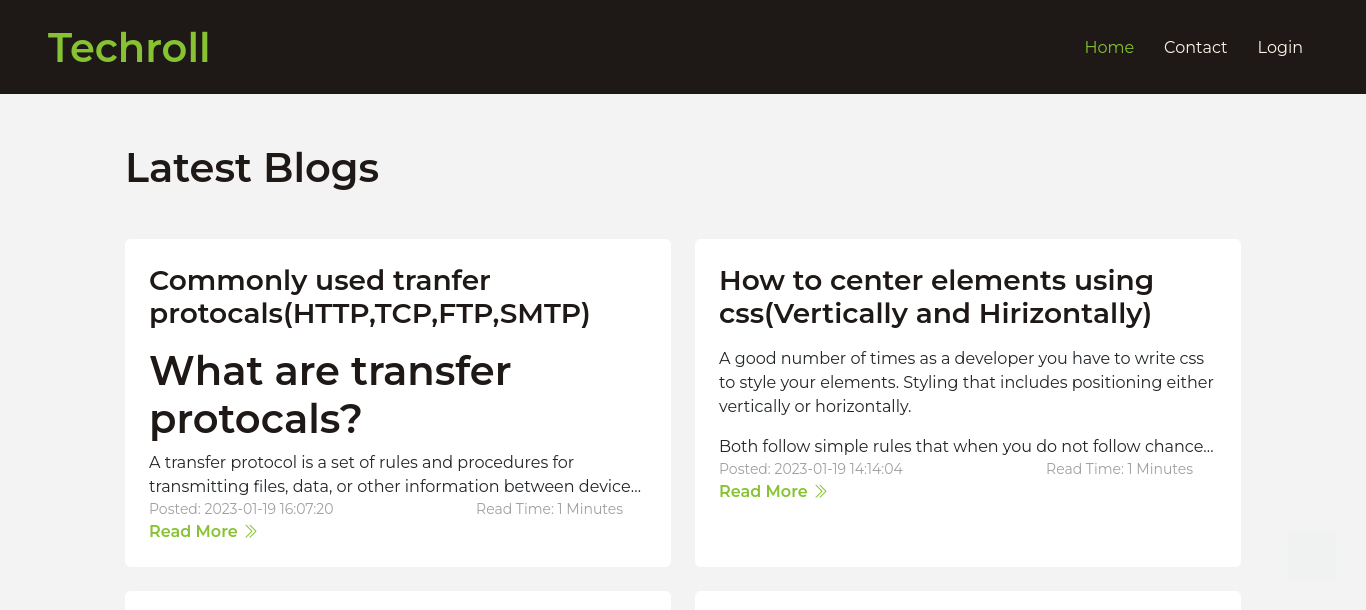 Techroll
Home Contact Login
Latest Blogs
Commonly used tranfer
protocals(HTTP,TCP,FTP,SMTP)
What are transfer
protocals?
A transfer protocol is a set of rules and procedures for
transmitting files, data, or other information between device...
Posted: 2023-01-19 16:07:20 Read Time: 1 Minutes
Read More
How to center elements using
css(Vertically and Hirizontally)
A good number of times as a developer you have to write css
to style your elements. Styling that includes positioning either
vertically or horizontally.
Both follow simple rules that when you do not follow chance...
Posted: 2023-01-19 14:14:04 Read Time: 1 Minutes
Read More